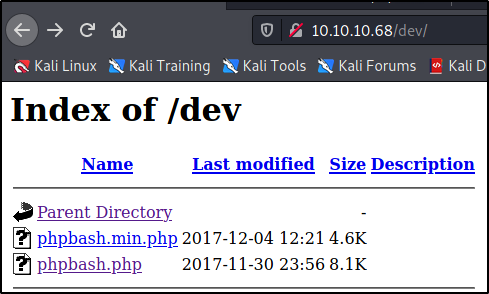 10.10.10.68/dev/
Kali Linux Kali Training Kali Tools Kali Forums Kali D
Index of /dev
Name Last modified Size Description
Parent Directory -
phpbash.min.php 2017-12-04 12:21 4.6K
phpbash.php 2017-11-30 23:56 8.1K